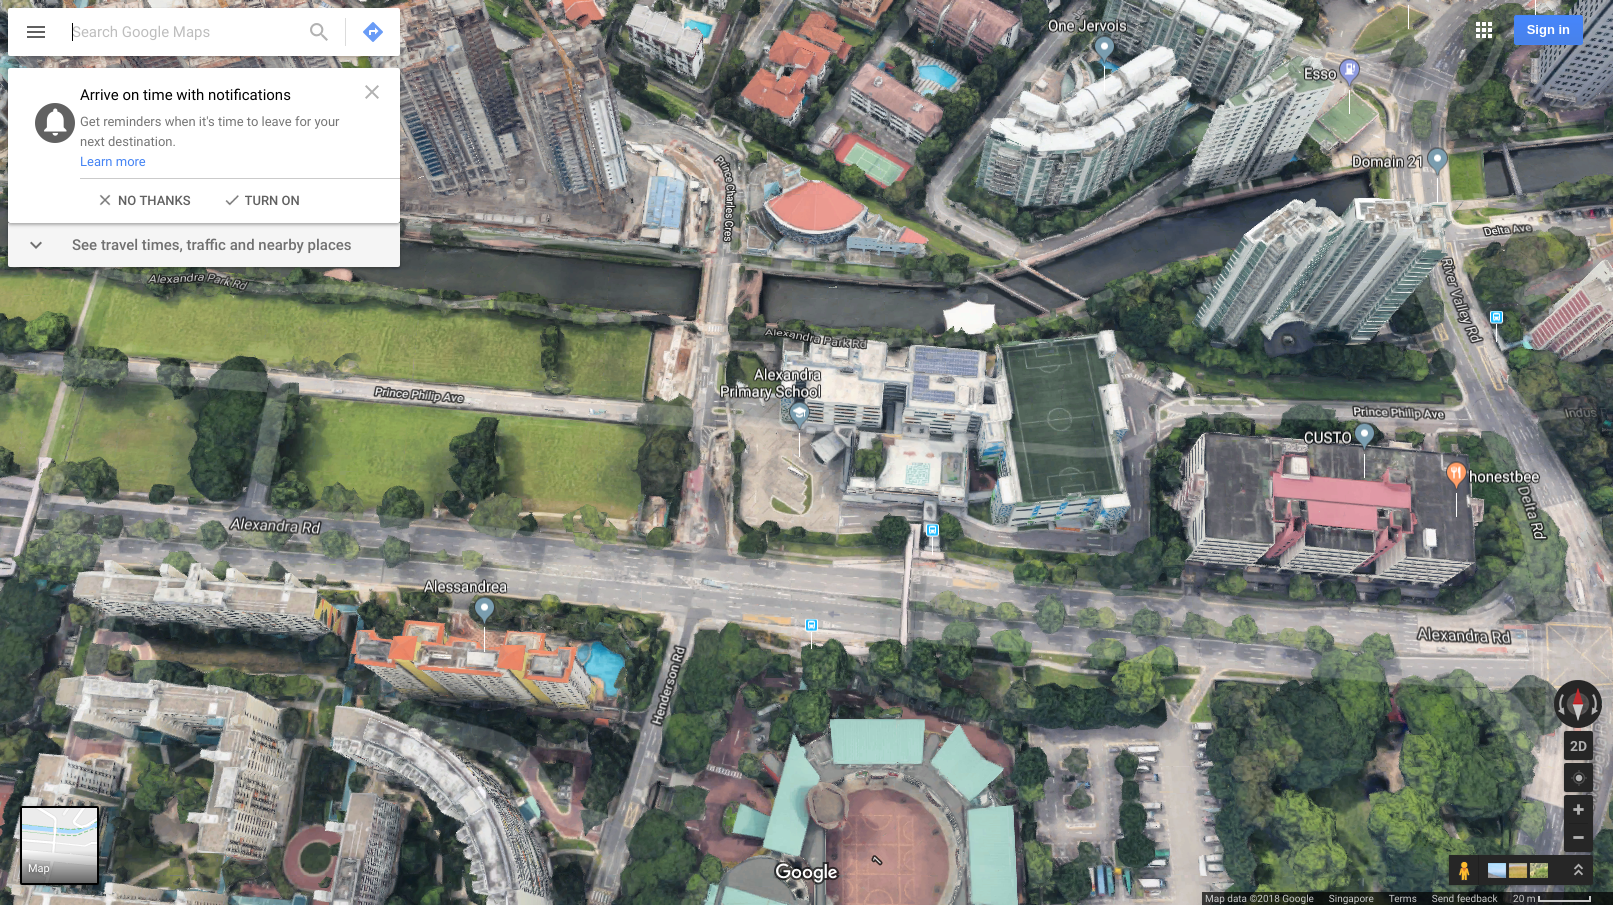 Search Google Maps
Sign in
Arrive on time with notifications
Get reminders when it's time to leave for your
next destination.
Learn more
NO THANKS
TURN ON
See travel times, traffic and nearby places
One Jervois
Esso
Domain 21
Delta Ave
River Valley Rd
Prince Charles Cres
Alexandra Park Rd
Alexandra Park Rd
Prince Philip Ave
Alexandra
Primary School
Prince Philip Ave
Indus
CUSTO
honestbee
Delta Rd
Alexandra Rd
Alessandrea
Henderson Rd
Alexandra Rd
2D
Map
Google
Map data ©2018 Google
Singapore
Terms
Send feedback
20 m